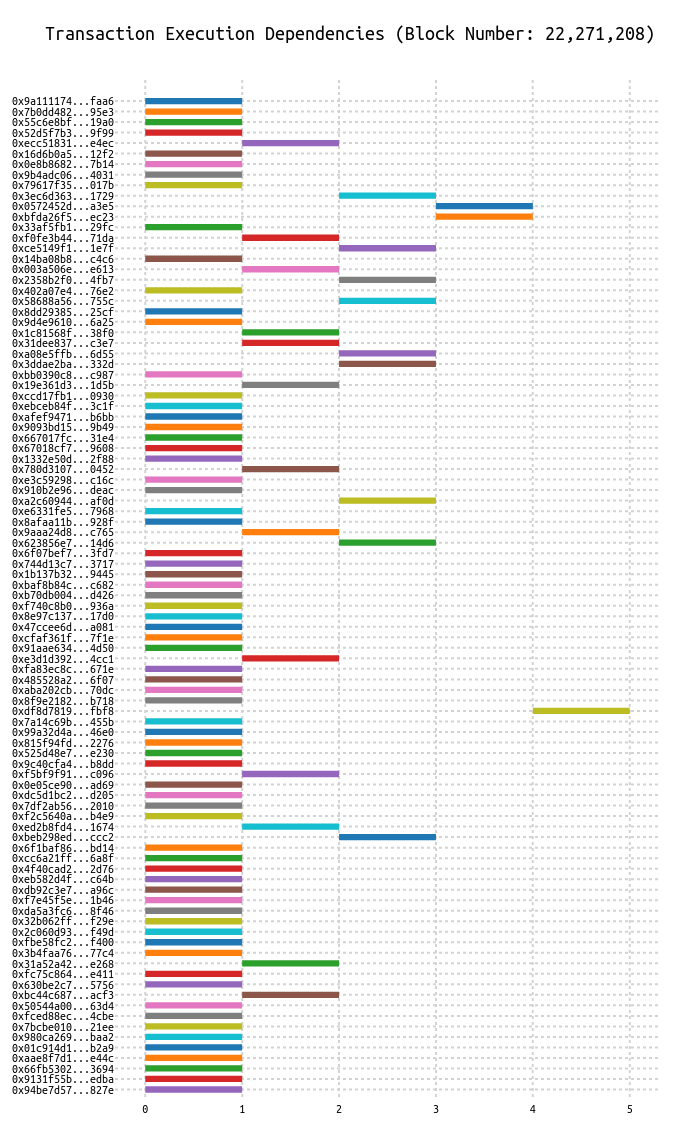 Transaction Execution Dependencies (Block Number: 22,271,208)
0x9a111174...faa6
0x7b0dd482...95e3
0x55c6e8bf...19a0
0x52d5f7b3...9f99
0xecc51831...e4ec
0x16d6b0a5...12f2
0x0e8b8682...7b14
0x9b4adc06...4031
0x79617f35...017b
0x3ec6d363...1729
0x0572452d...a3e5
0xbfda26f5...ec23
0x33af5fb1...29fc
0xf0fe3b44...71da
0xce5149f1...1e7f
0x14ba08b8...c4c6
0x003a506e...e613
0x2358b2f0...4fb7
0x402a07e4...76e2
0x58688a56...755c
0x8dd29385...25cf
0x9d4e9610...6a25
0x1c81568f...38f0
0x31dee837...c3e7
0xa08e5ffb...6d55
0x3ddae2ba...332d
0xbb0390c8...c987
0x19e361d3...1d5b
0xccd17fb1...0930
0xebceb84f...3c1f
0xafef9471...b6bb
0x9093bd15...9b49
0x667017fc...31e4
0x67018cf7...9608
0x1332e50d...2f88
0x780d3107...0452
0xe3c59298...c16c
0x910b2e96...deac
0xa2c60944...af0d
0xe6331fe5...7968
0x8afaa11b...928f
0x9aaa24d8...c765
0x623856e7...14d6
0x6f07bef7...3fd7
0x744d13c7...3717
0x1b137b32...9445
0xbaf8b84c...c682
0xb70db004...d426
0xf740c8b0...936a
0x8e97c137...17d0
0x47ccee6d...a081
0xcfaf361f...7f1e
0x91aae634...4d50
0xe3d1d392...4cc1
0xfa83ec8c...671e
0x485528a2...6f07
0xaba202cb...70dc
0x8f9e2182...b718
0xdf8d7819...fbf8
0x7a14c69b...455b
0x99a32d4a...46e0
0x815f94fd...2276
0x525d48e7...e230
0x9c40cfa4...b8dd
0xf5bf9f91...c096
0x0e05ce90...ad69
0xdc5d1bc2...d205
0x7df2ab56...2010
0xf2c5640a...b4e9
0xed2b8fd4...1674
0xbeb298ed...ccc2
0x6f1baf86...bd14
0xcc6a21ff...6a8f
0x4f40cad2...2d76
0xeb582d4f...c64b
0xdb92c3e7...a96c
0xf7e45f5e...1b46
0xda5a3fc6...8f46
0x32b062ff...f29e
0x2c060d93...f49d
0xfbe58fc2...f400
0x3b4faa76...77c4
0x31a52a42...e268
0xfc75c864...e411
0x630be2c7...5756
0xbc44c687...acf3
0x50544a00...63d4
0xfced88ec...4cbe
0x7bcbe010...21ee
0x980ca269...baa2
0x01c914d1...b2a9
0xaae8f7d1...e44c
0x66fb5302...3694
0x9131f55b...edba
0x94be7d57...827e
0 1 2 3 4 5